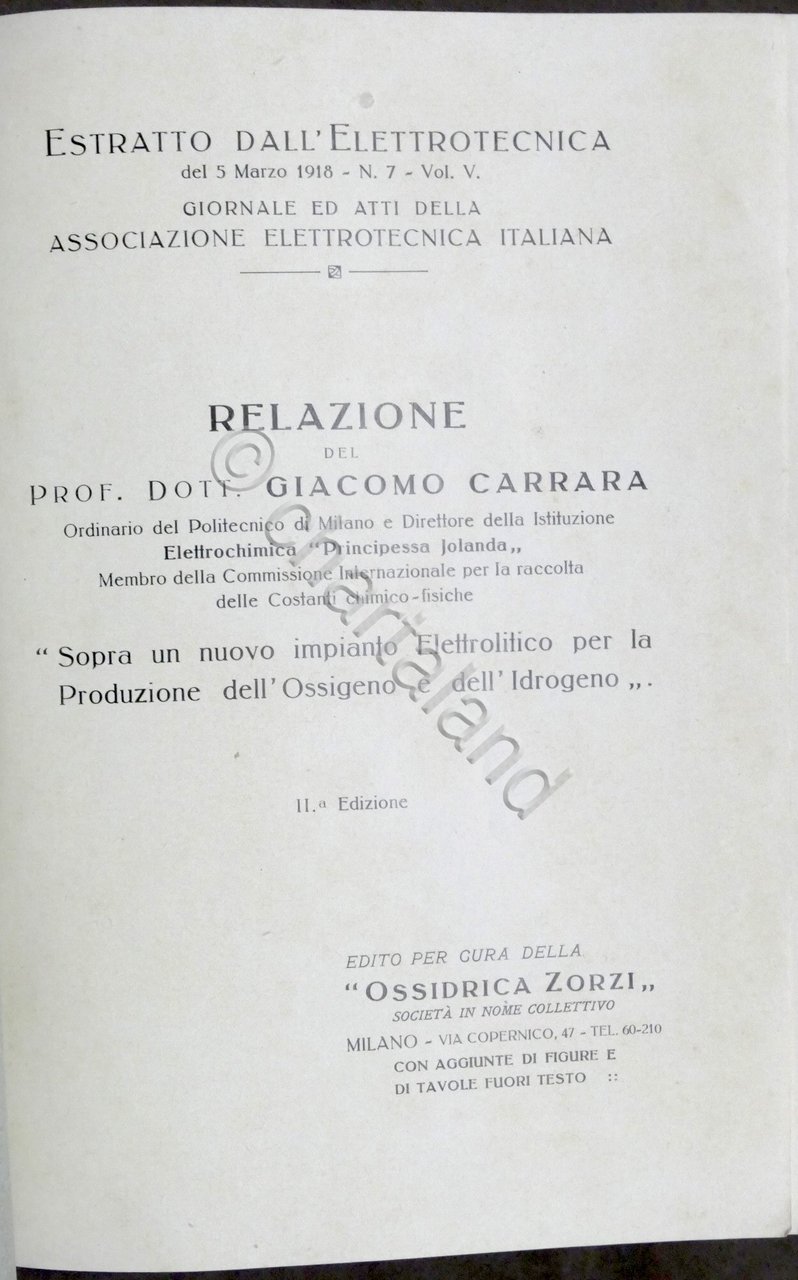 ESTRATTO DALL'ELETTROTECNICA
del 5 Marzo 1918 - N. 7 - Vol. V.
GIORNALE ED ATTI DELLA
ASSOCIAZIONE ELETTROTECNICA ITALIANA
RELAZIONE
DEL
PROF. DOTT. GIACOMO CARRARA
Ordinario del Politecnico di Milano e Direttore della Istituzione
Elettrochimica “Principessa Jolanda„
Membro della Commissione Internazionale per la raccolta
delle Costanti chimico-fisiche
“Sopra un nuovo impianto Elettrolitico per la
Produzione dell'Ossigeno e dell'Idrogeno„.
II.a Edizione
EDITO PER CURA DELLA
“OSSIDRICA ZORZI„
SOCIETÀ IN NOME COLLETTIVO
MILANO - VIA COPERNICO, 47 - TEL. 60-210
CON AGGIUNTE DI FIGURE E
DI TAVOLE FUORI TESTO ::
© chartaland